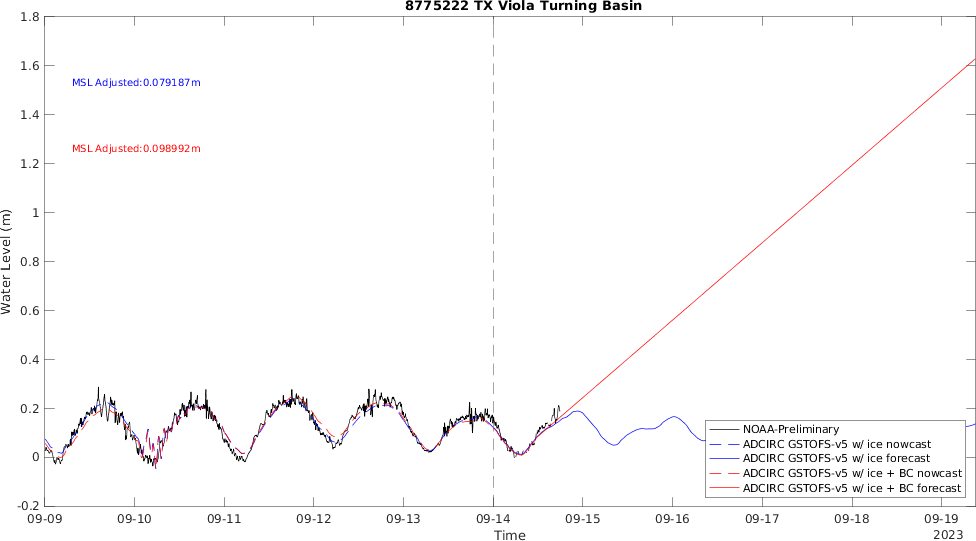 8775222 TX Viola Turning Basin
1.8
1.6
1.4
1.2
1
0.8
0.6
0.4
0.2
0
-0.2
Water Level (m)
MSL Adjusted:0.079187m
MSL Adjusted:0.098992m
NOAA-Preliminary
ADCIRC GSTOFS-v5 w/ ice nowcast
ADCIRC GSTOFS-v5 w/ ice forecast
ADCIRC GSTOFS-v5 w/ ice + BC nowcast
ADCIRC GSTOFS-v5 w/ ice + BC forecast
09-09 09-10 09-11 09-12 09-13 09-14 09-15 09-16 09-17 09-18 09-19
Time
2023